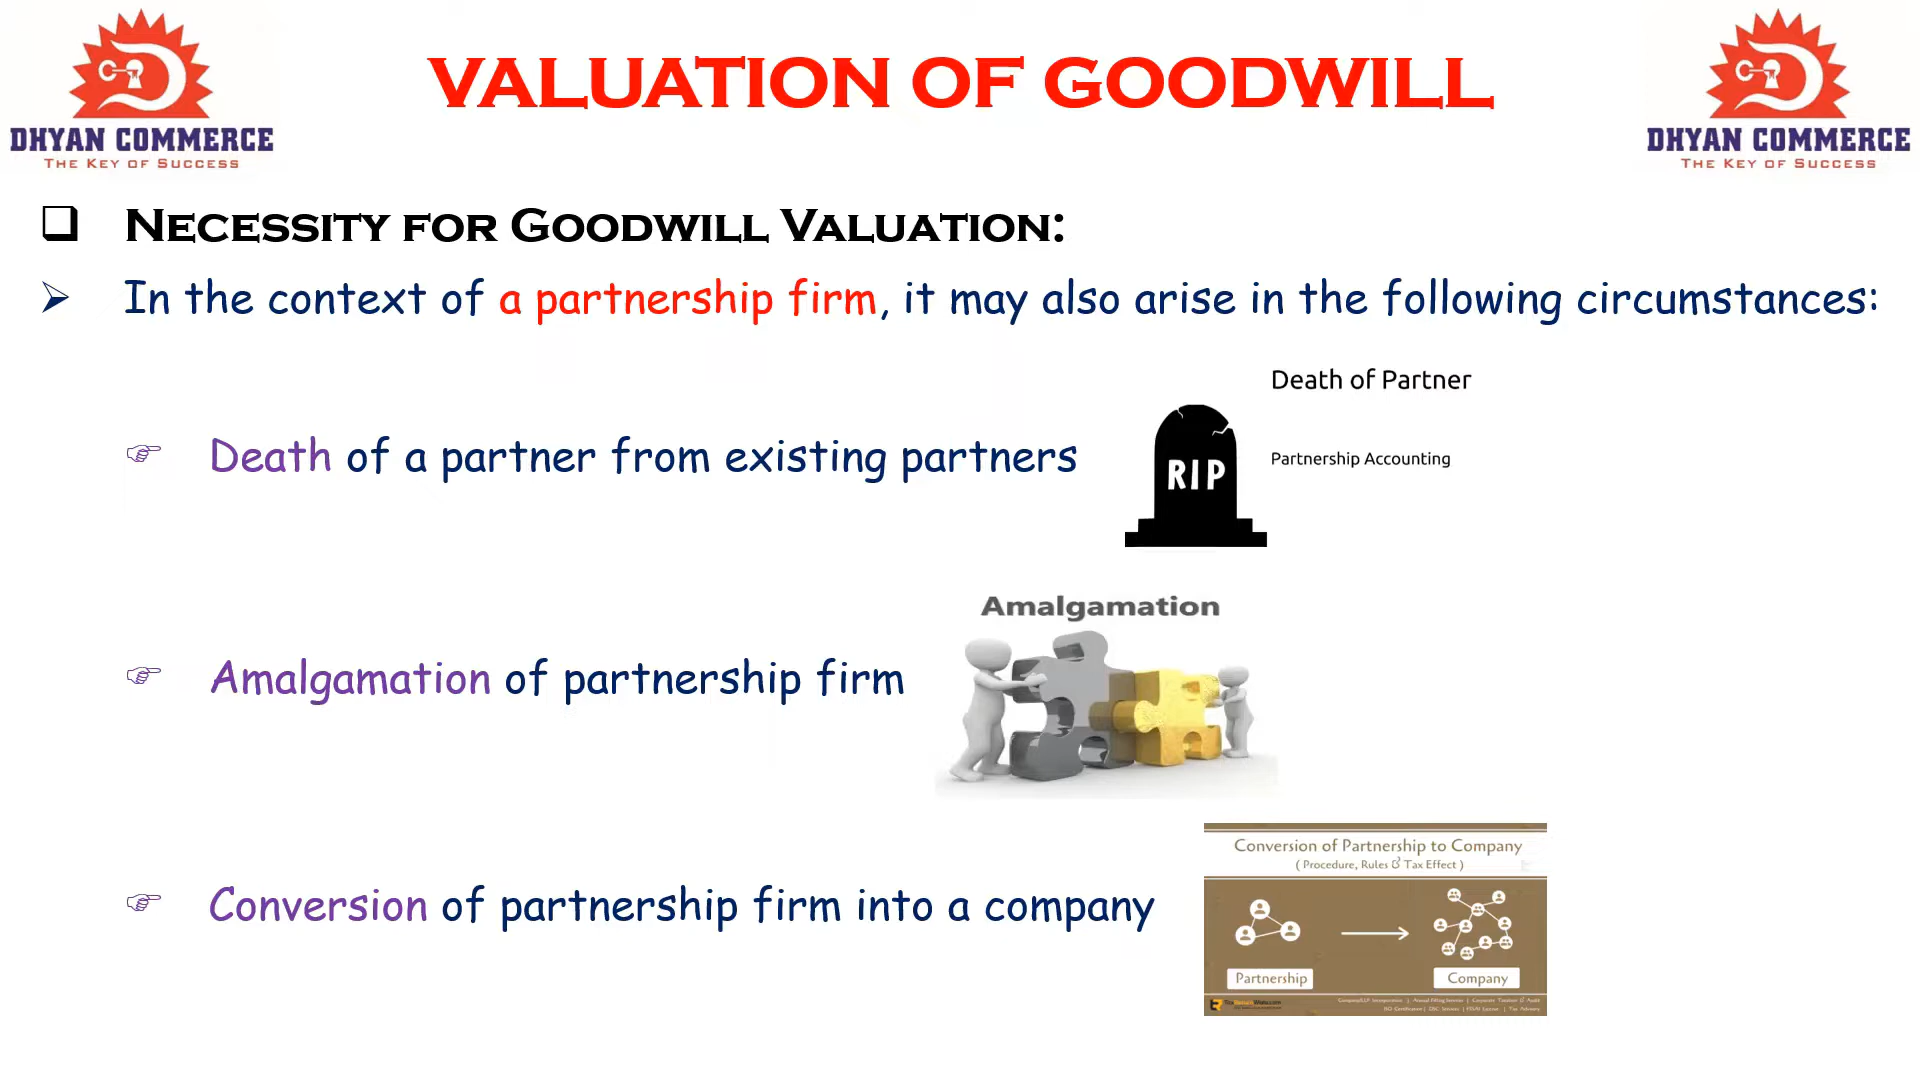 VALUATION OF GOODWILL
DHYAN COMMERCE
THE KEY OF SUCCESS
DHYAN COMMERCE
THE KEY OF SUCCESS
NECESSITY FOR GOODWILL VALUATION:
In the context of a partnership firm, it may also arise in the following circumstances:
Death of Partner
Death of a partner from existing partners
Partnership Accounting
RIP
Amalgamation
Amalgamation of partnership firm
Conversion of Partnership to Company
( Procedure, Rules & Tax Effect )
Conversion of partnership firm into a company
Partnership
Company